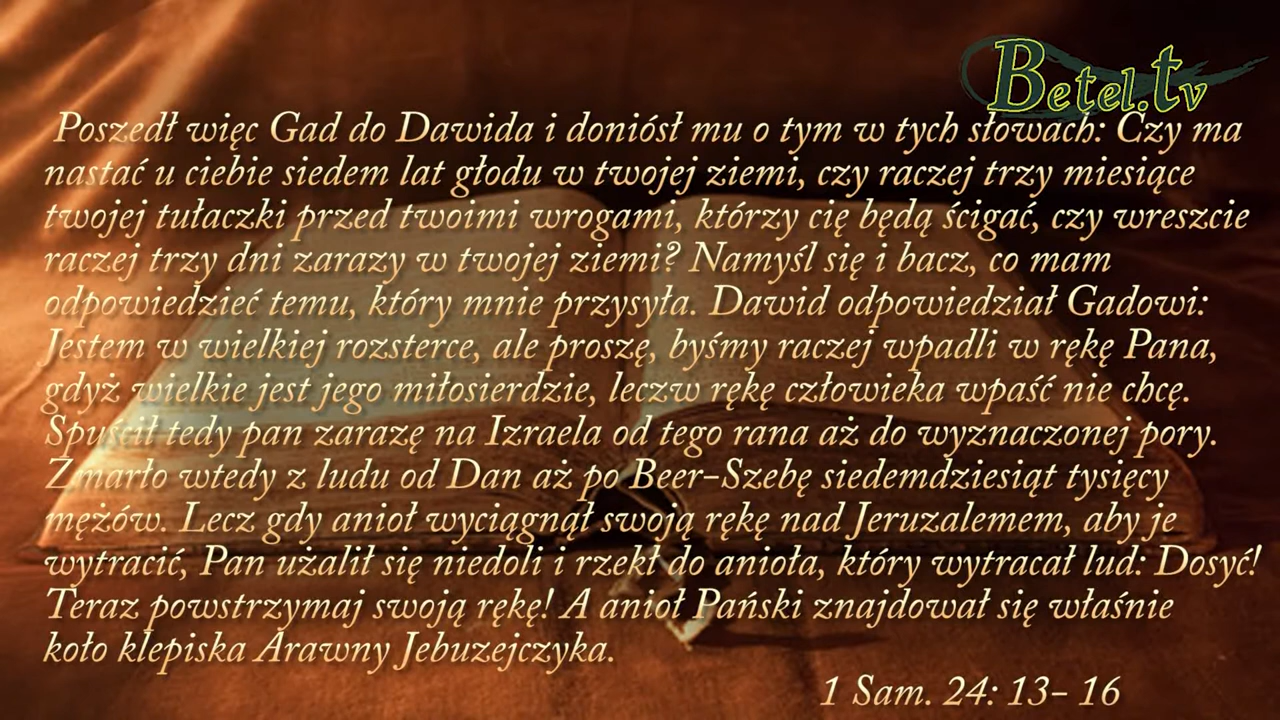 Betel.tv
Poszedł więc Gad do Dawida i doniósł mu o tym w tych słowach: Czy ma
nastać u ciebie siedem lat głodu w twojej ziemi, czy raczej trzy miesiące
twojej tułaczki przed twoimi wrogami, którzy cię będą ścigać, czy wreszcie
raczej trzy dni zarazy w twojej ziemi? Namyśl się i bacz, co mam
odpowiedzieć temu, który mnie przysyła. Dawid odpowiedział Gadowi:
Jestem w wielkiej rozsterce, ale proszę, byśmy raczej wpadli w rękę Pana,
gdyż wielkie jest jego miłosierdzie, leczw rękę człowieka wpaść nie chcę.
Spuścił tedy pan zarazę na Izraela od tego rana aż do wyznaczonej pory.
Zmarło wtedy z ludu od Dan aż po Beer-Szebę siedemdziesiąt tysięcy
mężów. Lecz gdy anioł wyciągnął swoją rękę nad Jeruzalemem, aby je
wytracić, Pan użalił się niedoli i rzekł do anioła, który wytracał lud: Dosyć!
Teraz powstrzymaj swoją rękę! A anioł Pański znajdował się właśnie
koło klepiska Arawny Jebuzejczyka.
1 Sam. 24: 13- 16